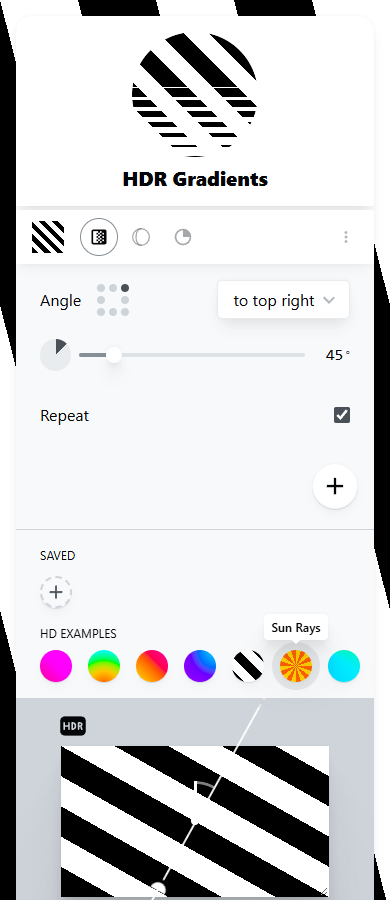 HDR Gradients
Angle
to top right
45°
Repeat
SAVED
HD EXAMPLES
Sun Rays
HDR